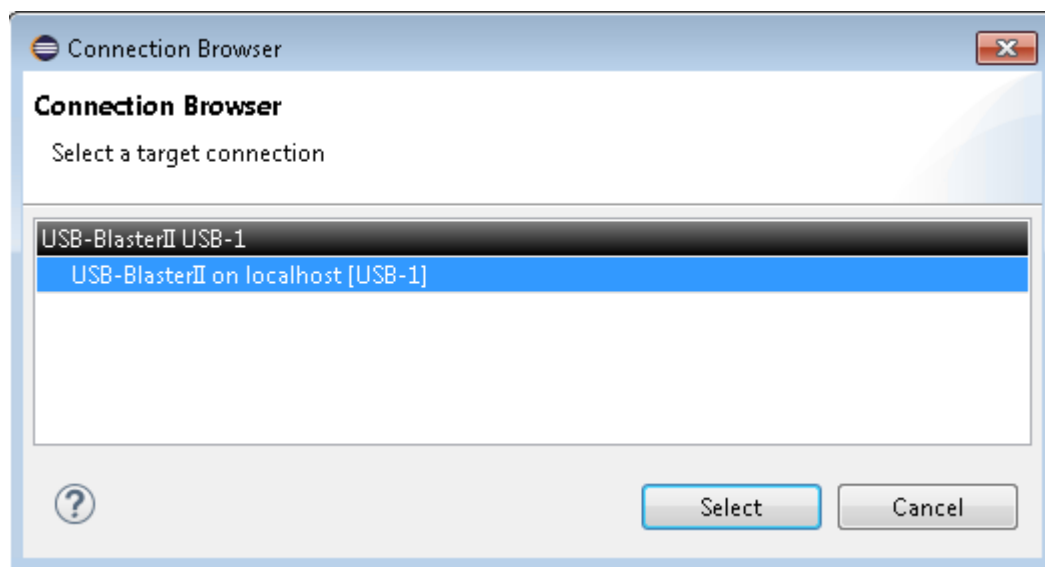 Connection Browser
Connection Browser
Select a target connection
USB-BlasterII USB-1
USB-BlasterII on localhost [USB-1]
?
Select
Cancel